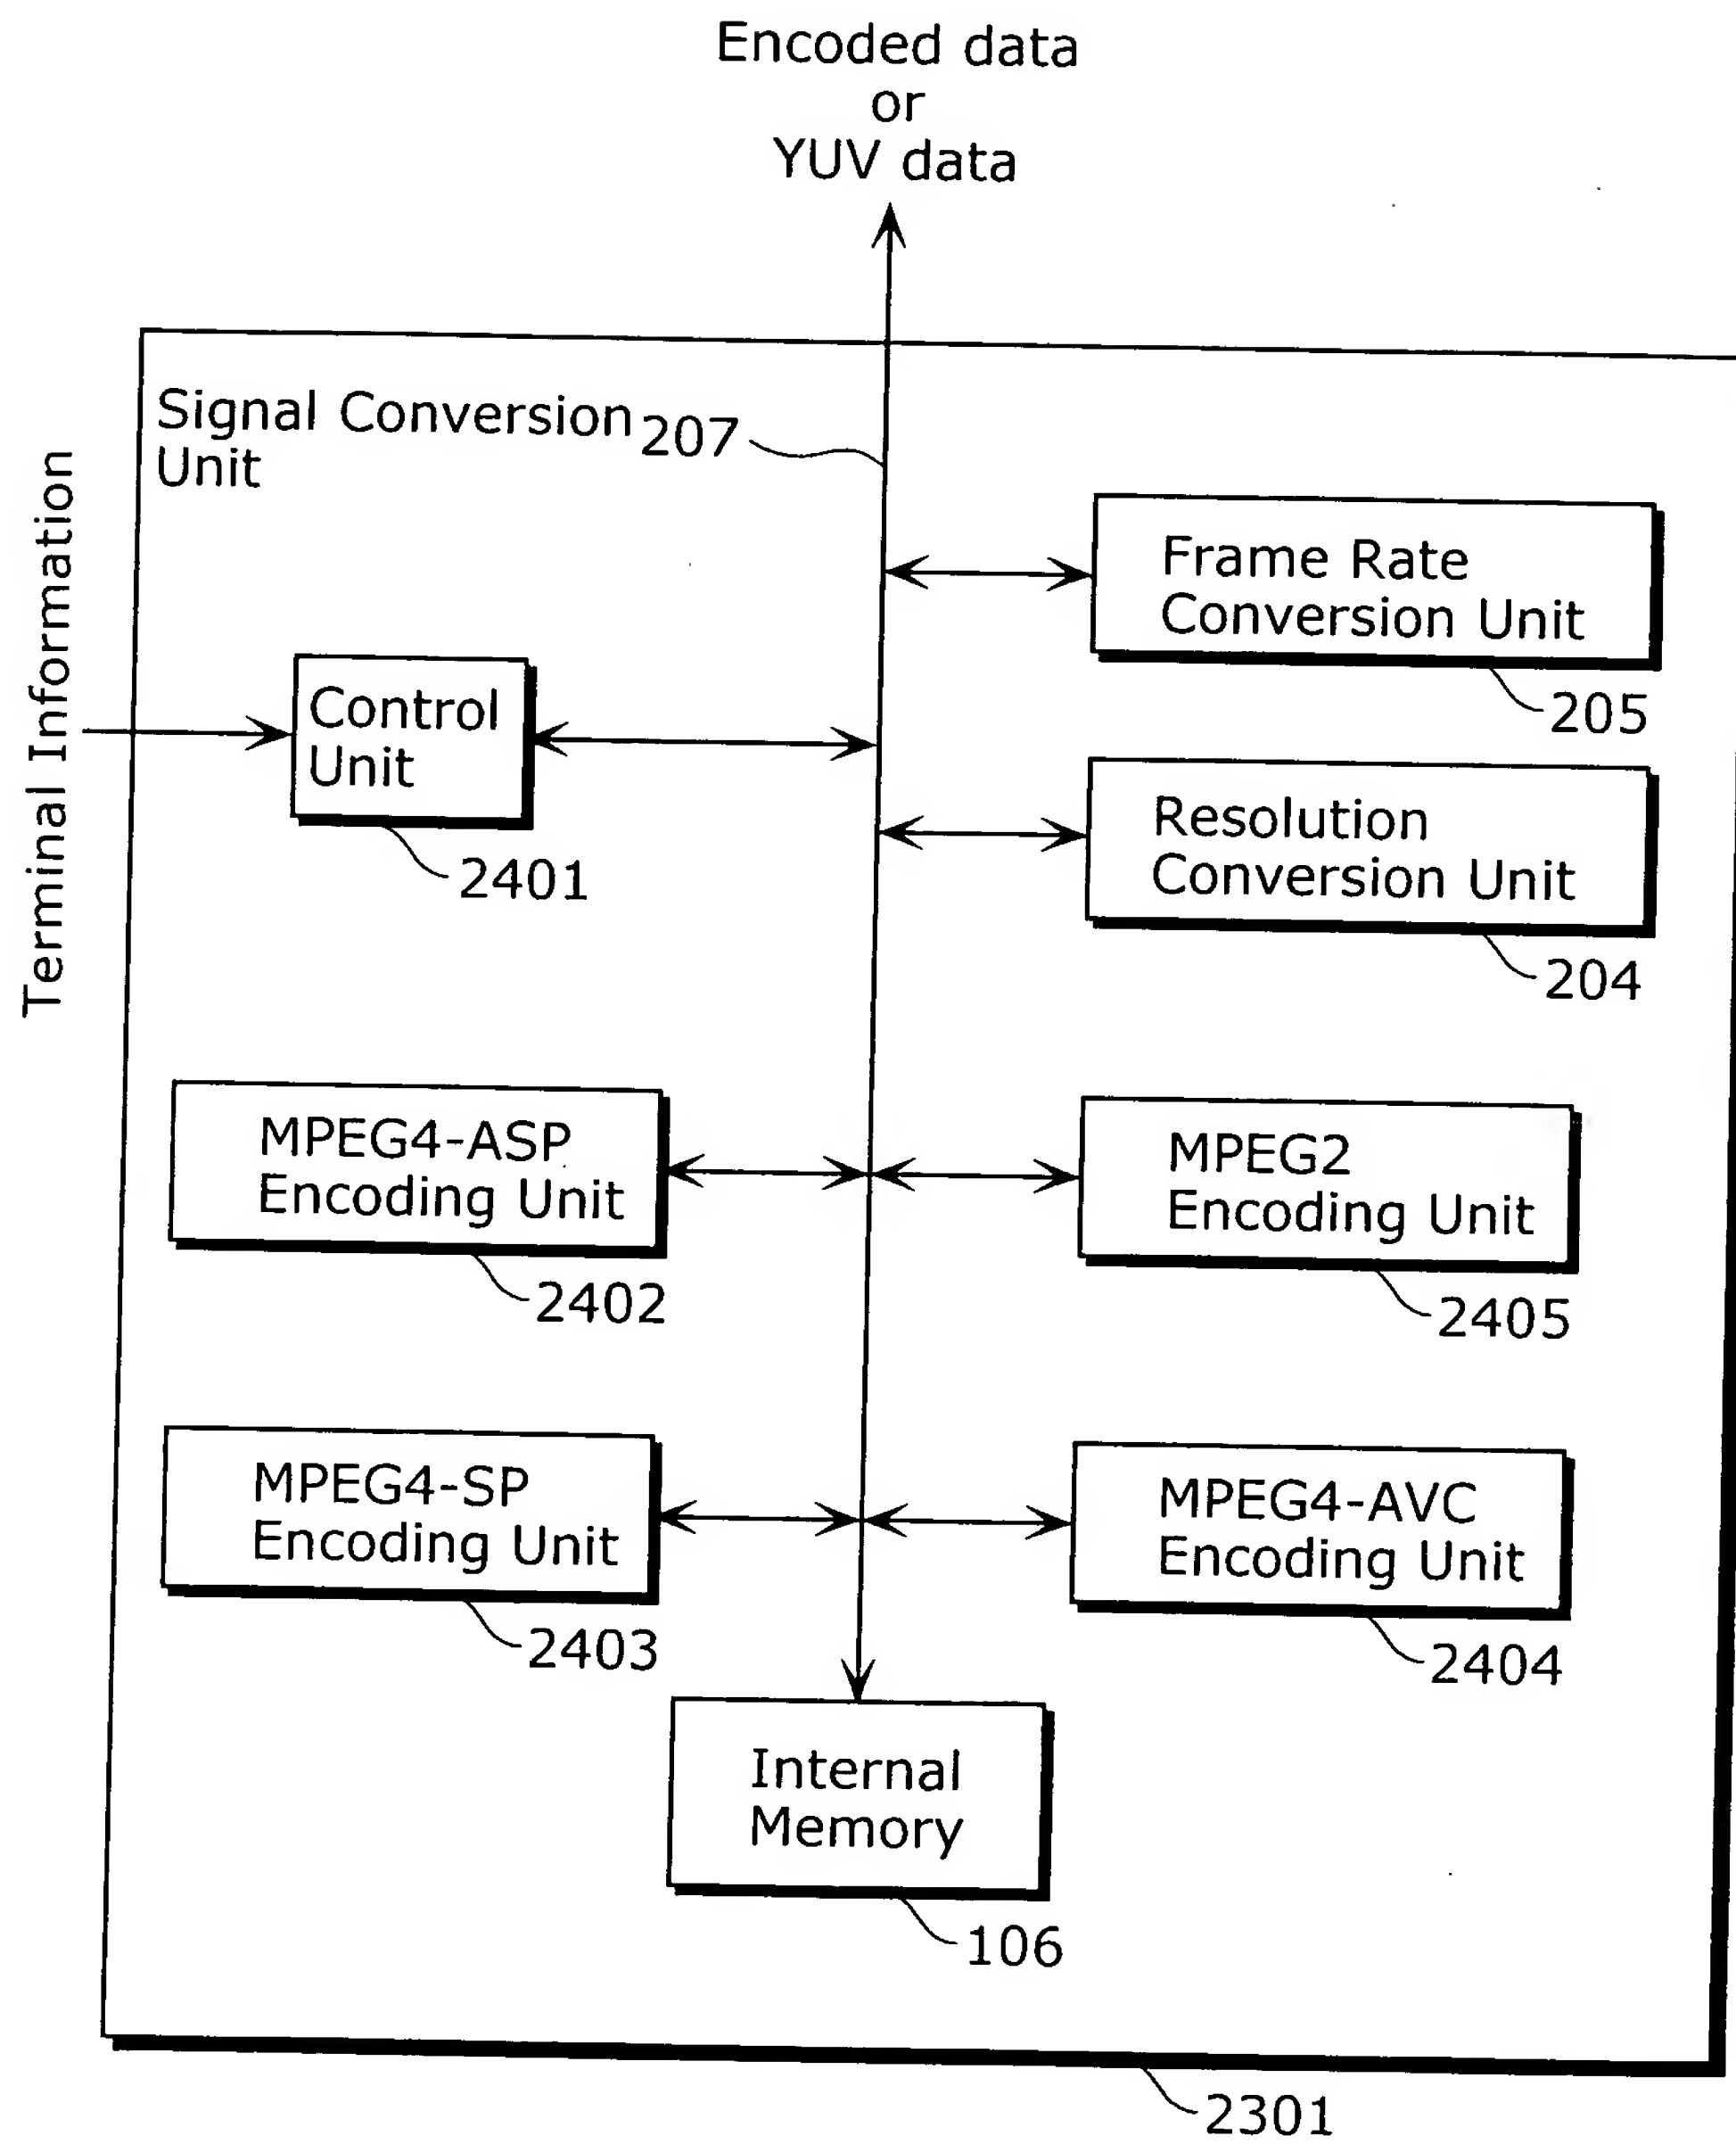 Encoded data
or
YUV data
Signal Conversion
Unit
207
Terminal Information
Frame Rate
Conversion Unit
205
Control
Unit
2401
Resolution
Conversion Unit
204
MPEG4-ASP
Encoding Unit
2402
MPEG2
Encoding Unit
2405
MPEG4-SP
Encoding Unit
2403
MPEG4-AVC
Encoding Unit
2404
Internal
Memory
106
2301